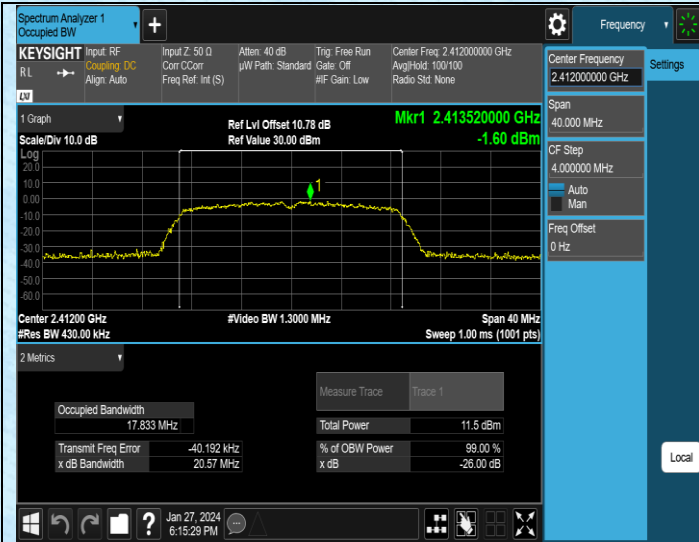 Spectrum Analyzer 1
Occupied BW
+
Frequency
KEYSIGHT
RL
LXI
Input: RF
Coupling: DC
Align: Auto
Input Z: 50 Ω
Corr CCorr
Freq Ref: Int (S)
Atten: 40 dB
µW Path: Standard
Trig: Free Run
Gate: Off
#IF Gain: Low
Center Freq: 2.412000000 GHz
Avg|Hold: 100/100
Radio Std: None
Center Frequency
2.412000000 GHz
Settings
Span
40.000 MHz
CF Step
4.000000 MHz
Auto
Man
Freq Offset
0 Hz
Local
1 Graph
Scale/Div 10.0 dB
Ref Lvl Offset 10.78 dB
Ref Value 30.00 dBm
Mkr1 2.413520000 GHz
-1.60 dBm
Log
20.0
10.0
0.00
-10.0
-20.0
-30.0
-40.0
-50.0
-60.0
1
Center 2.41200 GHz
#Res BW 430.00 kHz
#Video BW 1.3000 MHz
Span 40 MHz
Sweep 1.00 ms (1001 pts)
2 Metrics
Measure Trace
Trace 1
Occupied Bandwidth
17.833 MHz
Total Power
11.5 dBm
Transmit Freq Error
-40.192 kHz
% of OBW Power
99.00 %
x dB Bandwidth
20.57 MHz
x dB
-26.00 dB
?
Jan 27, 2024
6:15:29 PM